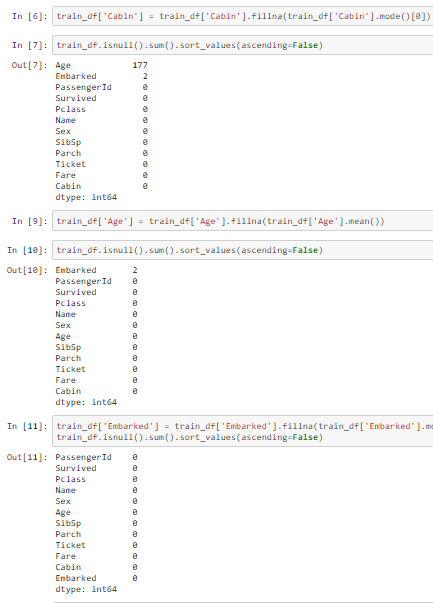 In [6]: train_df['Cabin'] = train_df['Cabin'].fillna(train_df['Cabin'].mode()[0])
In [7]: train_df.isnull().sum().sort_values(ascending=False)
Out[7]: Age 177
Embarked 2
PassengerId 0
Survived 0
Pclass 0
Name 0
Sex 0
SibSp 0
Parch 0
Ticket 0
Fare 0
Cabin 0
dtype: int64
In [9]: train_df['Age'] = train_df['Age'].fillna(train_df['Age'].mean())
In [10]: train_df.isnull().sum().sort_values(ascending=False)
Out[10]: Embarked 2
PassengerId 0
Survived 0
Pclass 0
Name 0
Sex 0
Age 0
SibSp 0
Parch 0
Ticket 0
Fare 0
Cabin 0
dtype: int64
In [11]: train_df['Embarked'] = train_df['Embarked'].fillna(train_df['Embarked'].m
train_df.isnull().sum().sort_values(ascending=False)
Out[11]: PassengerId 0
Survived 0
Pclass 0
Name 0
Sex 0
Age 0
SibSp 0
Parch 0
Ticket 0
Fare 0
Cabin 0
Embarked 0
dtype: int64